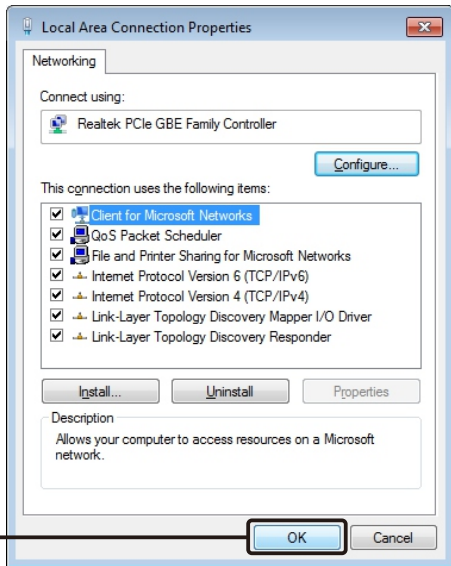 Local Area Connection Properties
Networking
Connect using:
Realtek PCIe GBE Family Controller
Configure...
This connection uses the following items:
Client for Microsoft Networks
QoS Packet Scheduler
File and Printer Sharing for Microsoft Networks
Internet Protocol Version 6 (TCP/IPv6)
Internet Protocol Version 4 (TCP/IPv4)
Link-Layer Topology Discovery Mapper I/O Driver
Link-Layer Topology Discovery Responder
Install... Uninstall Properties
Description
Allows your computer to access resources on a Microsoft
network.
OK Cancel